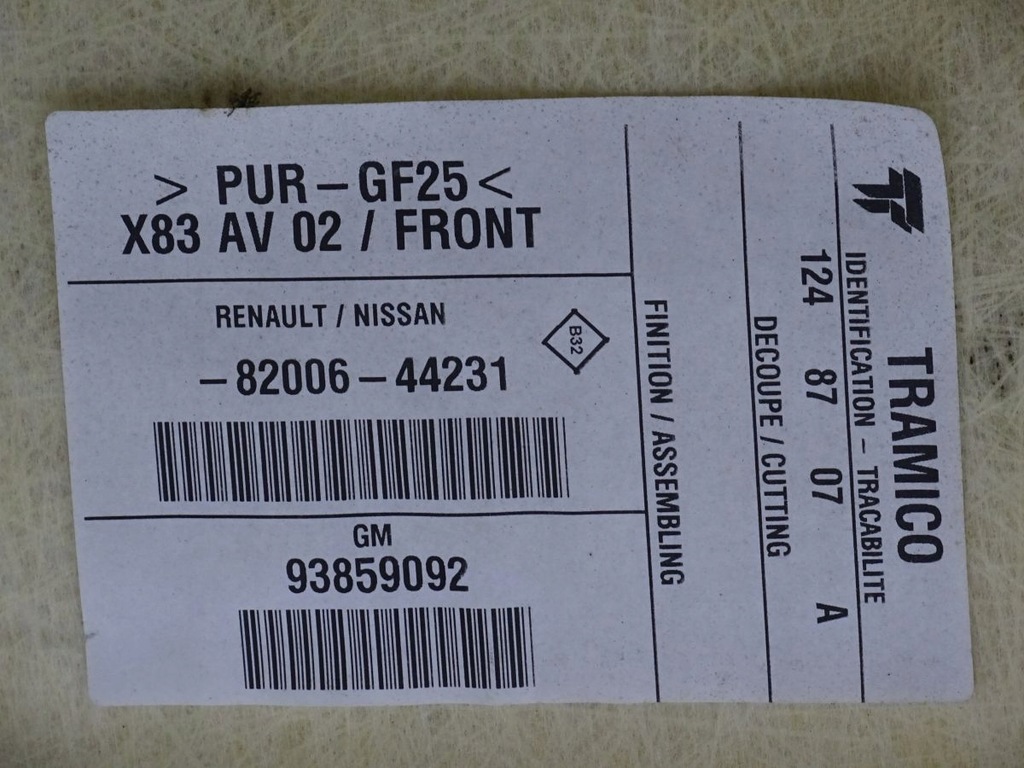 > PUR – GF25 <
X83 AV 02 / FRONT
RENAULT / NISSAN
– 82006 – 44231
B32
GM
93859092
TRAMICO
IDENTIFICATION – TRACABILITE
124 87 07 A
DECOUPE / CUTTING
FINITION / ASSEMBLING